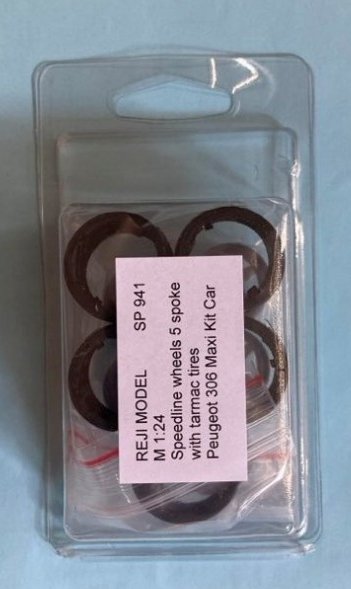 REJI MODEL SP 941
M 1:24
Speedline wheels 5 spoke
with tarmac tires
Peugeot 306 Maxi Kit Car